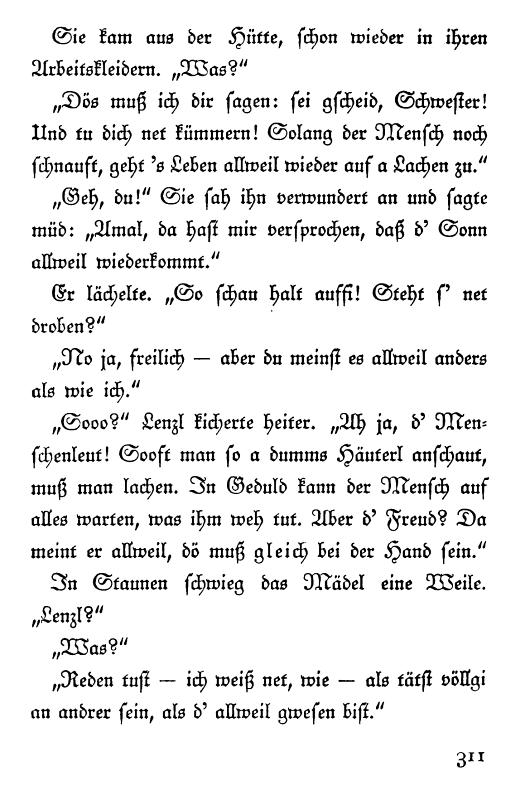 Sie kam aus der Hütte, schon wieder in ihren
Arbeitskleidern. „Was?“
„Dös muß ich dir sagen: sei gscheid, Schwester!
Und tu dich net kümmern! Solang der Mensch noch
schnauft, geht 's Leben allweil wieder auf a Lachen zu.“
„Geh, du!“ Sie sah ihn verwundert an und sagte
müd: „Amal, da hast mir versprochen, daß d' Sonn
allweil wiederkommt.“
Er lächelte. „So schau halt auffi! Steht s' net
droben?“
„No ja, freilich — aber du meinst es allweil anders
als wie ich.“
„Sooo?“ Lenzl kicherte heiter. „Ah ja, d' Men-
schenleut! Sooft man so a dumms Häuterl anschaut,
muß man lachen. In Geduld kann der Mensch auf
alles warten, was ihm weh tut. Aber d' Freud? Da
meint er allweil, dö muß gleich bei der Hand sein.“
In Staunen schwieg das Mädel eine Weile.
„Lenzl?“
„Was?“
„Reden tust — ich weiß net, wie — als tätst völlgi
an andrer sein, als d' allweil gwesen bist.“
311